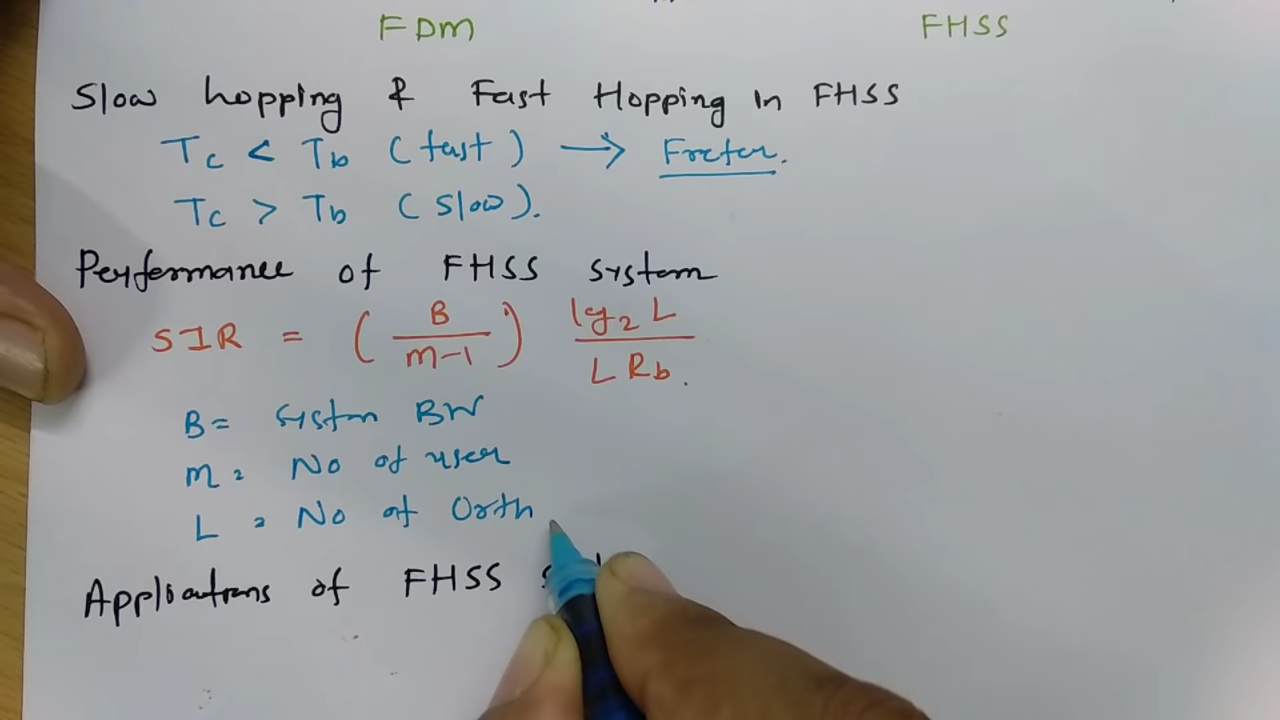 FDM FHSS
Slow hopping & Fast Hopping in FHSS
Tc < Tb (fast) →
Tc > Tb (slow).
Performance of FHSS system
SIR = (B/m-1) log2 L/L Rb.
B = system BW
m = No of user
L = No of Orth
Applications of FHSS